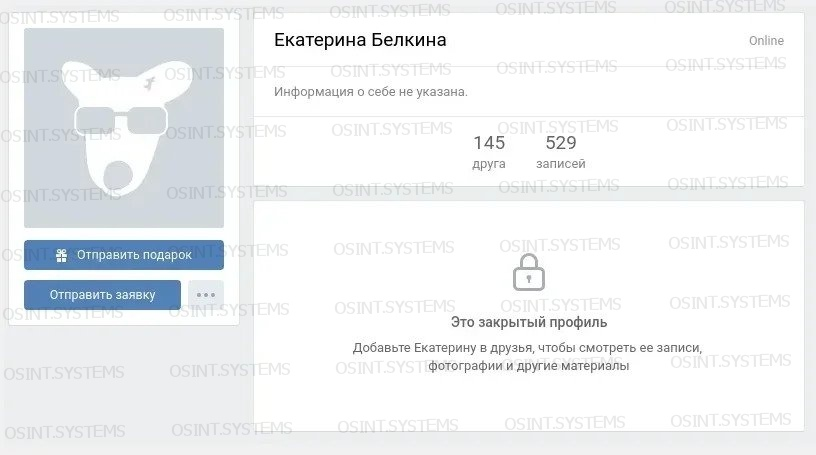 Екатерина Белкина
Online
Информация о себе не указана.
145
друга
529
записей
Отправить подарок
Отправить заявку
Это закрытый профиль
Добавьте Екатерину в друзья, чтобы смотреть ее записи,
фотографии и другие материалы
OSINT.SYSTEMS